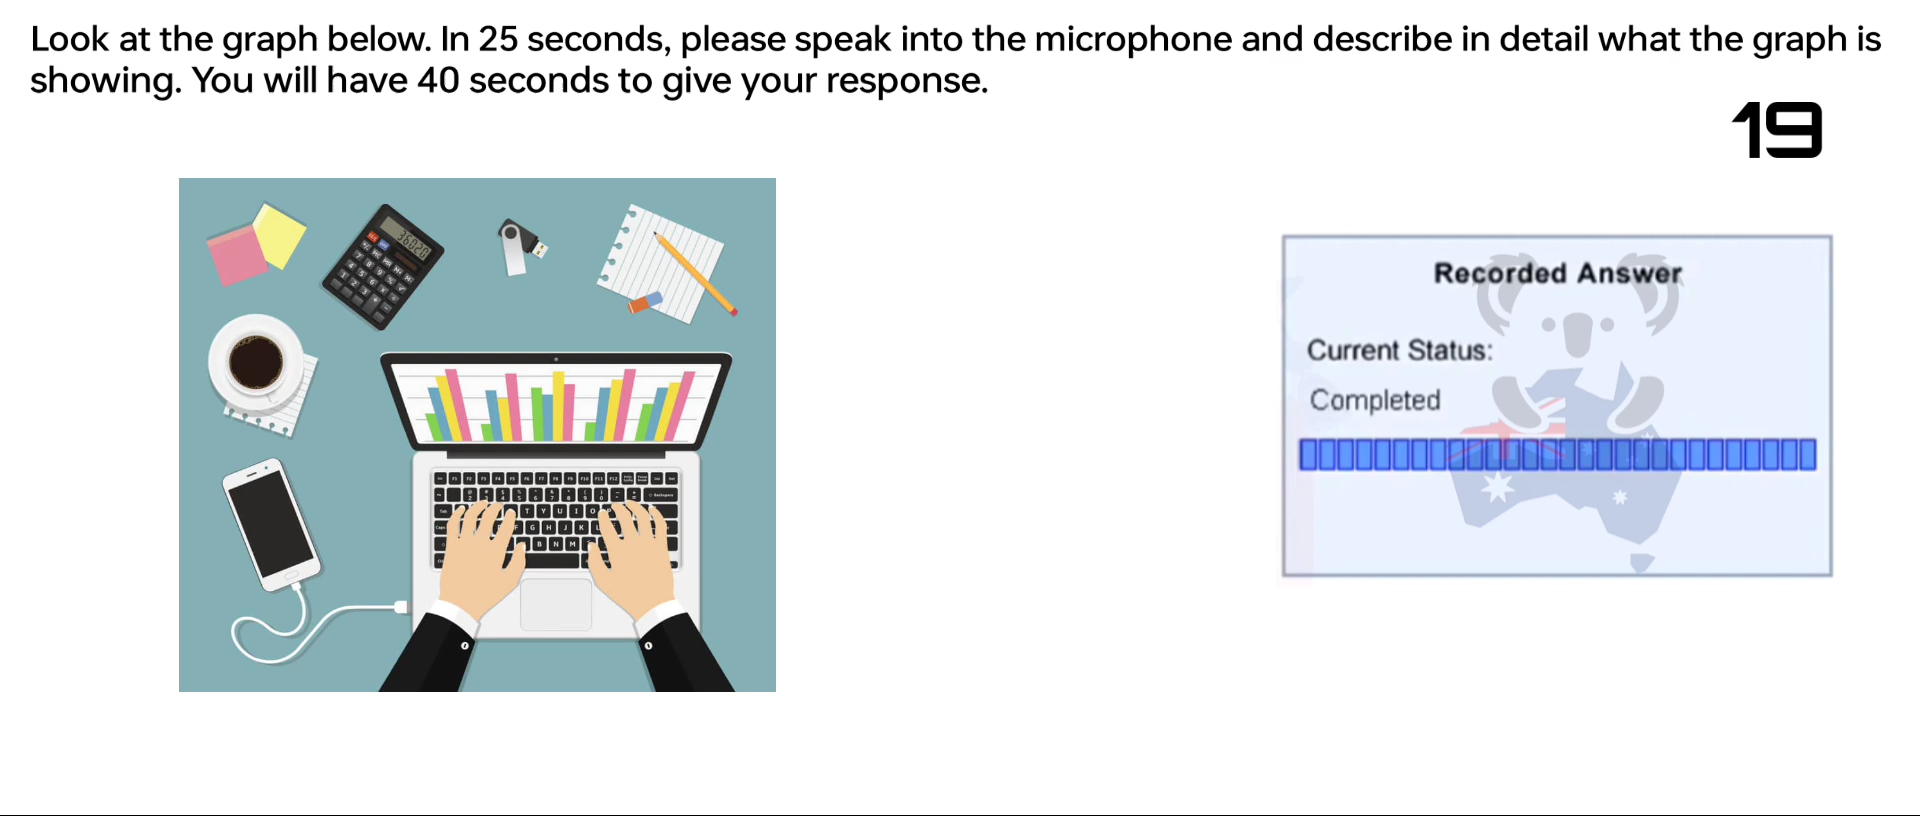 Look at the graph below. In 25 seconds, please speak into the microphone and describe in detail what the graph is
showing. You will have 40 seconds to give your response.
19
36020
Recorded Answer
Current Status:
Completed
T Y U I O
F G H J K L
B N M